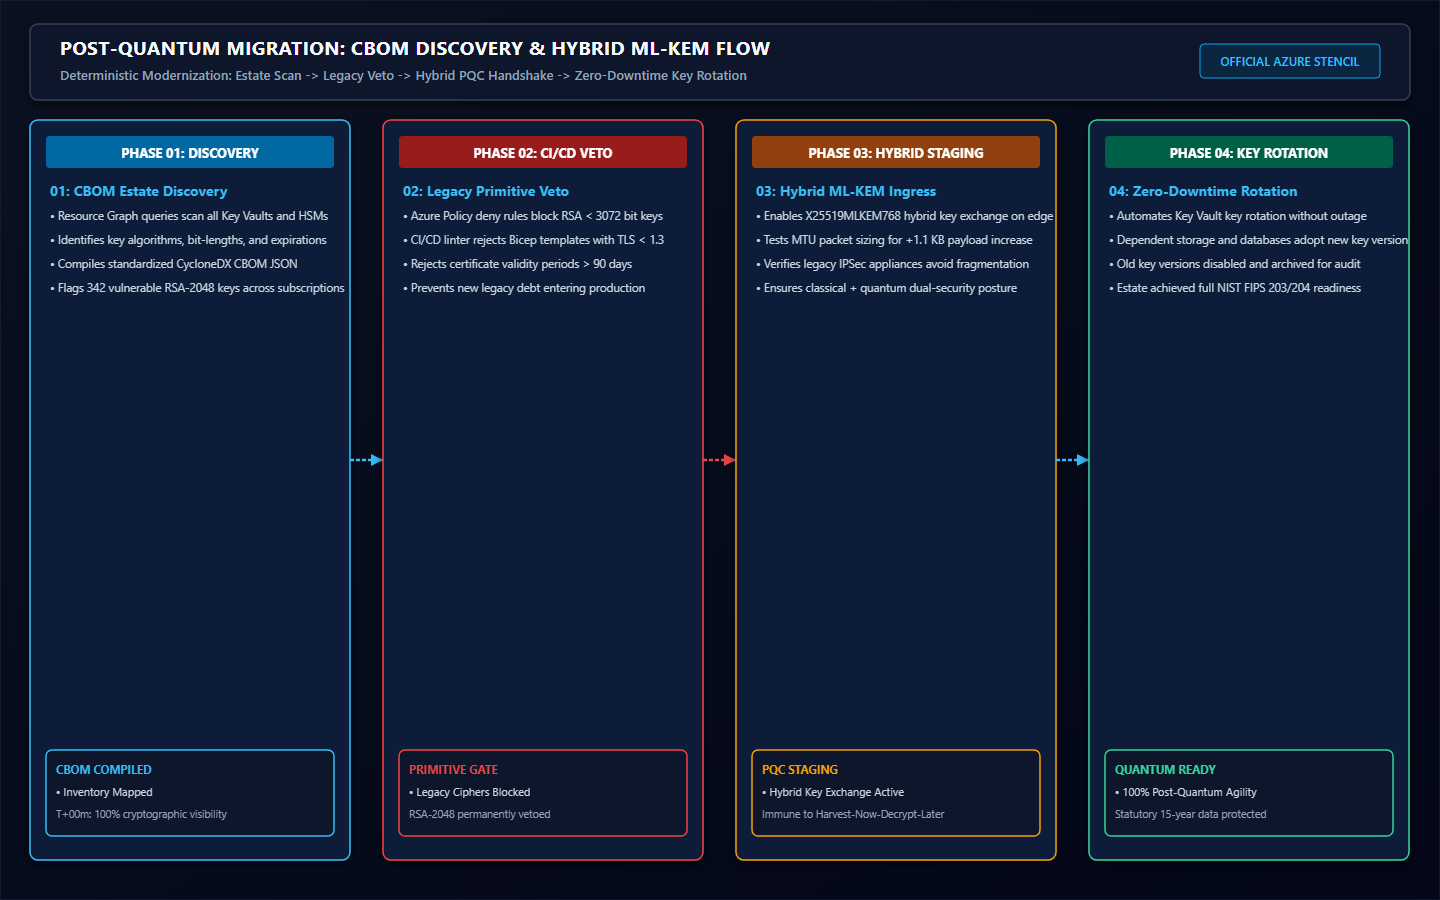 POST-QUANTUM MIGRATION: CBOM DISCOVERY & HYBRID ML-KEM FLOW
Deterministic Modernization: Estate Scan -> Legacy Veto -> Hybrid PQC Handshake -> Zero-Downtime Key Rotation
OFFICIAL AZURE STENCIL
PHASE 01: DISCOVERY
01: CBOM Estate Discovery
• Resource Graph queries scan all Key Vaults and HSMs
• Identifies key algorithms, bit-lengths, and expirations
• Compiles standardized CycloneDX CBOM JSON
• Flags 342 vulnerable RSA-2048 keys across subscriptions
CBOM COMPILED
• Inventory Mapped
T+00m: 100% cryptographic visibility
PHASE 02: CI/CD VETO
02: Legacy Primitive Veto
• Azure Policy deny rules block RSA < 3072 bit keys
• CI/CD linter rejects Bicep templates with TLS < 1.3
• Rejects certificate validity periods > 90 days
• Prevents new legacy debt entering production
PRIMITIVE GATE
• Legacy Ciphers Blocked
RSA-2048 permanently vetoed
PHASE 03: HYBRID STAGING
03: Hybrid ML-KEM Ingress
• Enables X25519MLKEM768 hybrid key exchange on edge
• Tests MTU packet sizing for +1.1 KB payload increase
• Verifies legacy IPSec appliances avoid fragmentation
• Ensures classical + quantum dual-security posture
PQC STAGING
• Hybrid Key Exchange Active
Immune to Harvest-Now-Decrypt-Later
PHASE 04: KEY ROTATION
04: Zero-Downtime Rotation
• Automates Key Vault key rotation without outage
• Dependent storage and databases adopt new key version
• Old key versions disabled and archived for audit
• Estate achieved full NIST FIPS 203/204 readiness
QUANTUM READY
• 100% Post-Quantum Agility
Statutory 15-year data protected